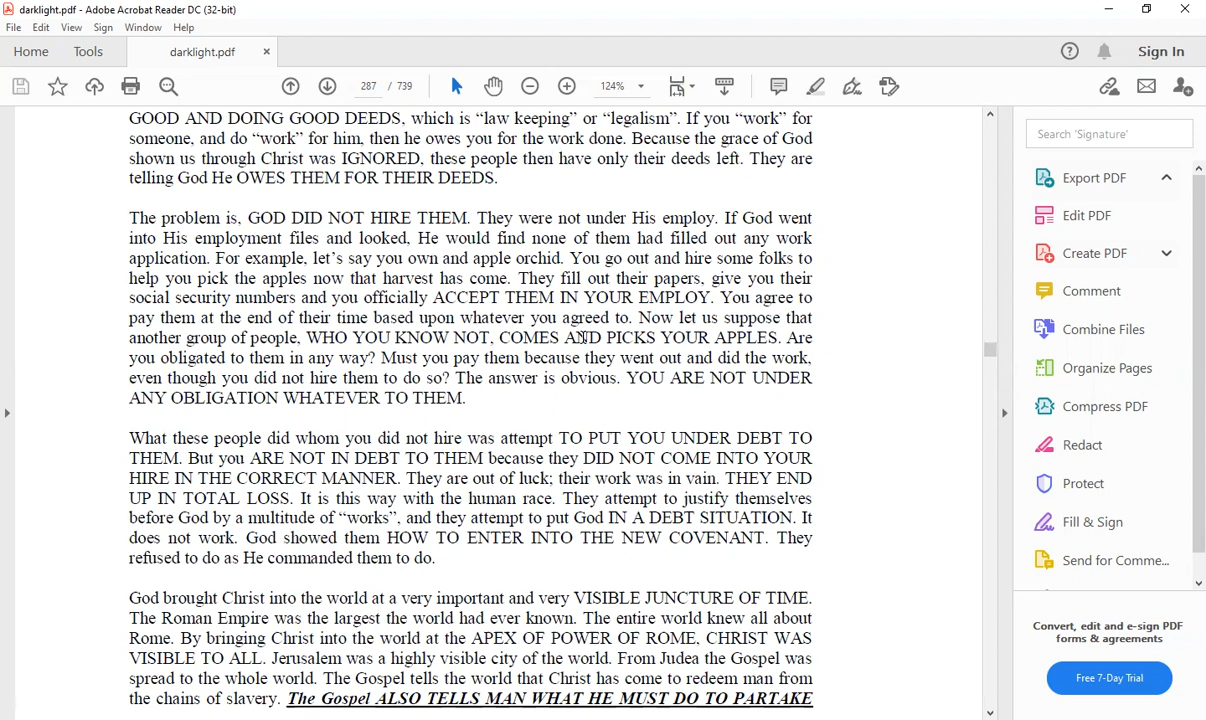 darklight.pdf - Adobe Acrobat Reader DC (32-bit)
File Edit View Sign Window Help
Home Tools darklight.pdf × Sign In
287 / 739 124%
GOOD AND DOING GOOD DEEDS, which is “law keeping” or “legalism”. If you “work” for
someone, and do “work” for him, then he owes you for the work done. Because the grace of God
shown us through Christ was IGNORED, these people then have only their deeds left. They are
telling God He OWES THEM FOR THEIR DEEDS.
The problem is, GOD DID NOT HIRE THEM. They were not under His employ. If God went
into His employment files and looked, He would find none of them had filled out any work
application. For example, let’s say you own and apple orchid. You go out and hire some folks to
help you pick the apples now that harvest has come. They fill out their papers, give you their
social security numbers and you officially ACCEPT THEM IN YOUR EMPLOY. You agree to
pay them at the end of their time based upon whatever you agreed to. Now let us suppose that
another group of people, WHO YOU KNOW NOT, COMES AND PICKS YOUR APPLES. Are
you obligated to them in any way? Must you pay them because they went out and did the work,
even though you did not hire them to do so? The answer is obvious. YOU ARE NOT UNDER
ANY OBLIGATION WHATEVER TO THEM.
What these people did whom you did not hire was attempt TO PUT YOU UNDER DEBT TO
THEM. But you ARE NOT IN DEBT TO THEM because they DID NOT COME INTO YOUR
HIRE IN THE CORRECT MANNER. They are out of luck; their work was in vain. THEY END
UP IN TOTAL LOSS. It is this way with the human race. They attempt to justify themselves
before God by a multitude of “works”, and they attempt to put God IN A DEBT SITUATION. It
does not work. God showed them HOW TO ENTER INTO THE NEW COVENANT. They
refused to do as He commanded them to do.
God brought Christ into the world at a very important and very VISIBLE JUNCTURE OF TIME.
The Roman Empire was the largest the world had ever known. The entire world knew all about
Rome. By bringing Christ into the world at the APEX OF POWER OF ROME, CHRIST WAS
VISIBLE TO ALL. Jerusalem was a highly visible city of the world. From Judea the Gospel was
spread to the whole world. The Gospel tells the world that Christ has come to redeem man from
the chains of slavery. The Gospel ALSO TELLS MAN WHAT HE MUST DO TO PARTAKE
Search 'Signature'
Export PDF
Edit PDF
Create PDF
Comment
Combine Files
Organize Pages
Compress PDF
Redact
Protect
Fill & Sign
Send for Comme...
Convert, edit and e-sign PDF
forms & agreements
Free 7-Day Trial